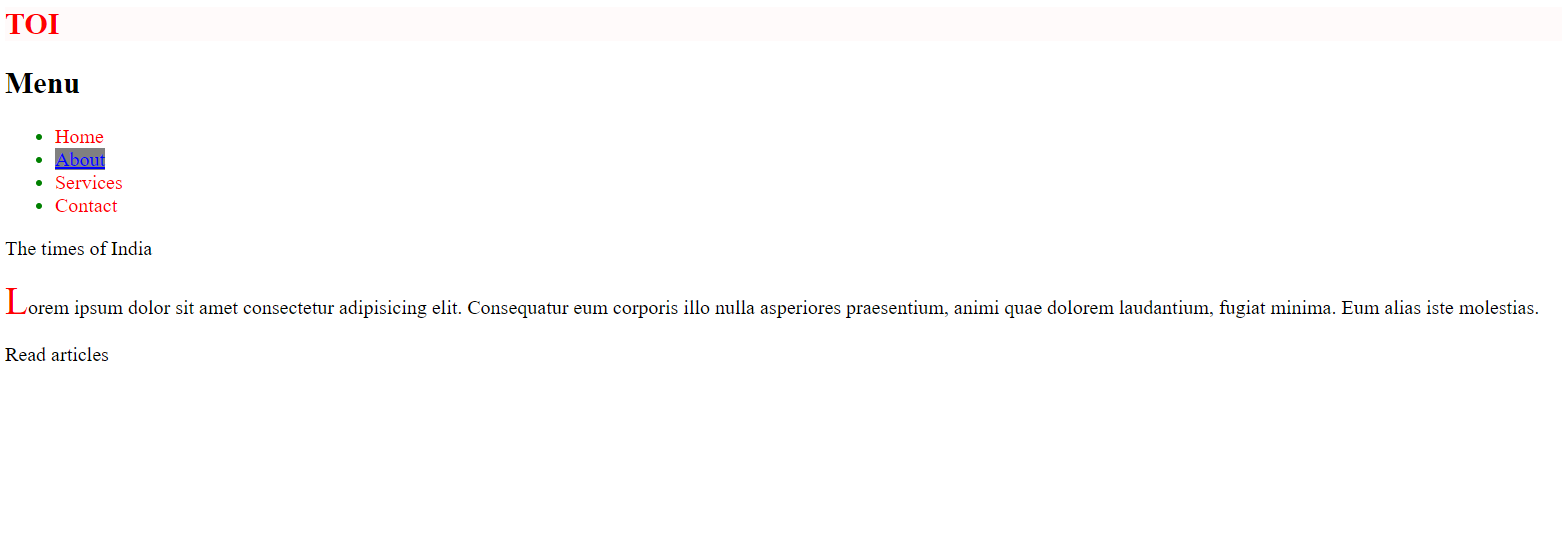 TOI
Menu
Home
About
Services
Contact
The times of India
Lorem ipsum dolor sit amet consectetur adipisicing elit. Consequatur eum corporis illo nulla asperiores praesentium, animi quae dolorem laudantium, fugiat minima. Eum alias iste molestias.
Read articles